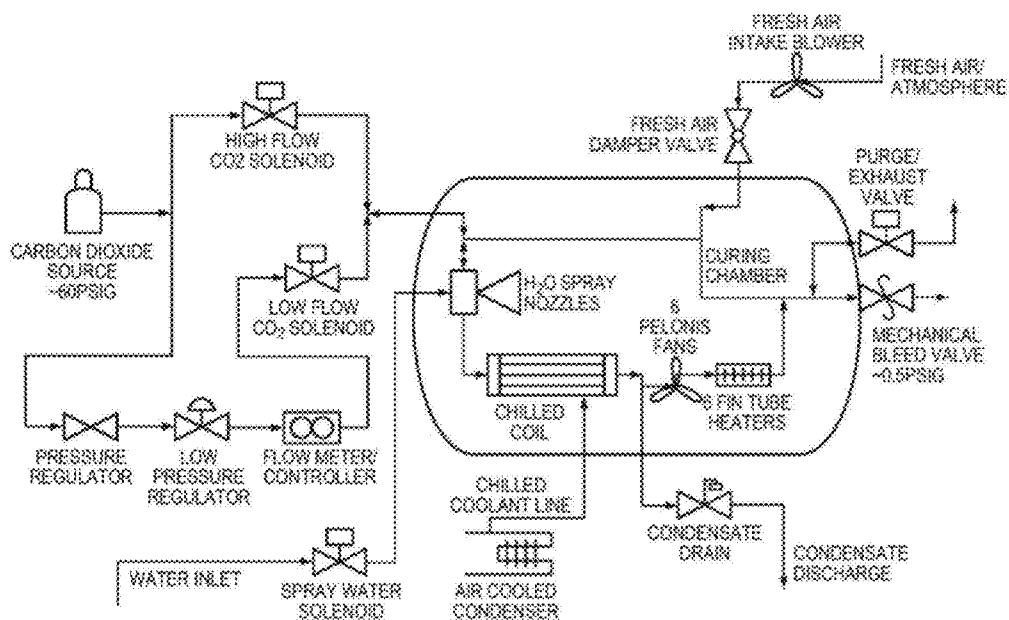 FRESH AIR
INTAKE BLOWER
FRESH AIR/
ATMOSPHERE
HIGH FLOW
CO2 SOLENOID
FRESH AIR
DAMPER VALVE
PURGE/
EXHAUST
VALVE
CARBON DIOXIDE
SOURCE
~60PSIG
LOW FLOW
CO₂ SOLENOID
H₂O SPRAY
NOZZLES
CURING
CHAMBER
6
PELONIS
FANS
MECHANICAL
BLEED VALVE
~0.5PSIG
CHILLED
COIL
6 FIN TUBE
HEATERS
PRESSURE
REGULATOR
LOW
PRESSURE
REGULATOR
FLOW METER/
CONTROLLER
CHILLED
COOLANT LINE
CONDENSATE
DRAIN
CONDENSATE
DISCHARGE
WATER INLET
SPRAY WATER
SOLENOID
AIR COOLED
CONDENSER